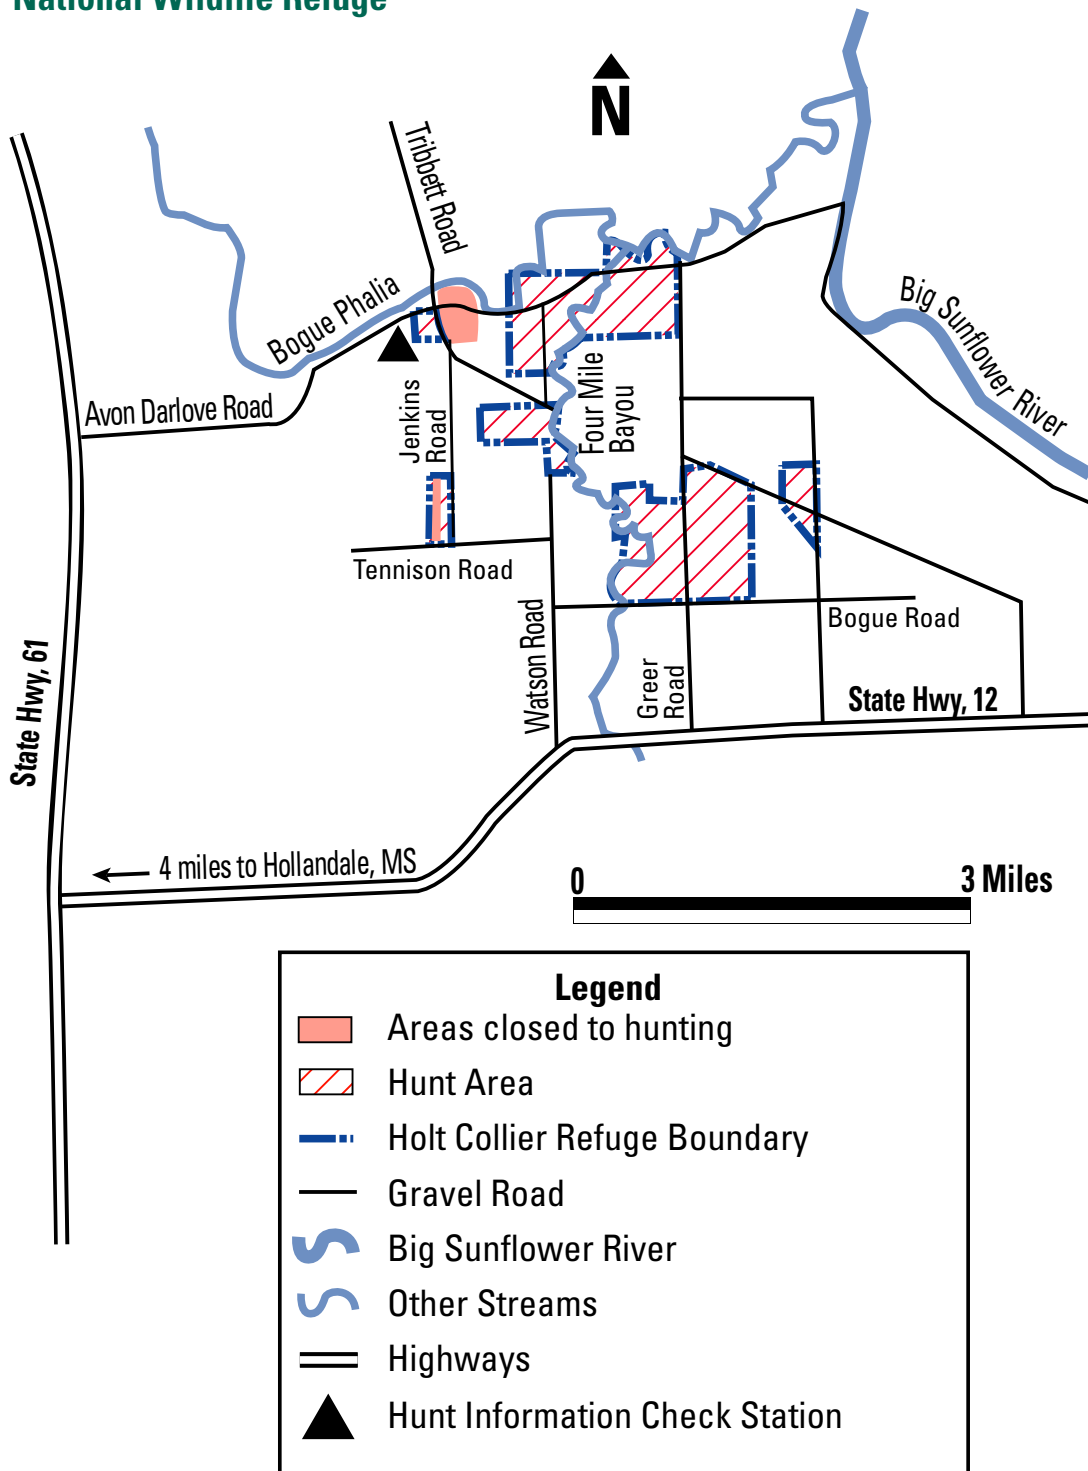 National Wildlife Refuge
N
Tribbett Road
Bogue Phalia
Big Sunflower River
Avon Darlove Road
Jenkins
Road
Four Mile
Bayou
Tennison Road
Bogue Road
Watson Road
Greer
Road
State Hwy, 12
State Hwy, 61
4 miles to Hollandale, MS
0 3 Miles
Legend
Areas closed to hunting
Hunt Area
Holt Collier Refuge Boundary
Gravel Road
Big Sunflower River
Other Streams
Highways
Hunt Information Check Station